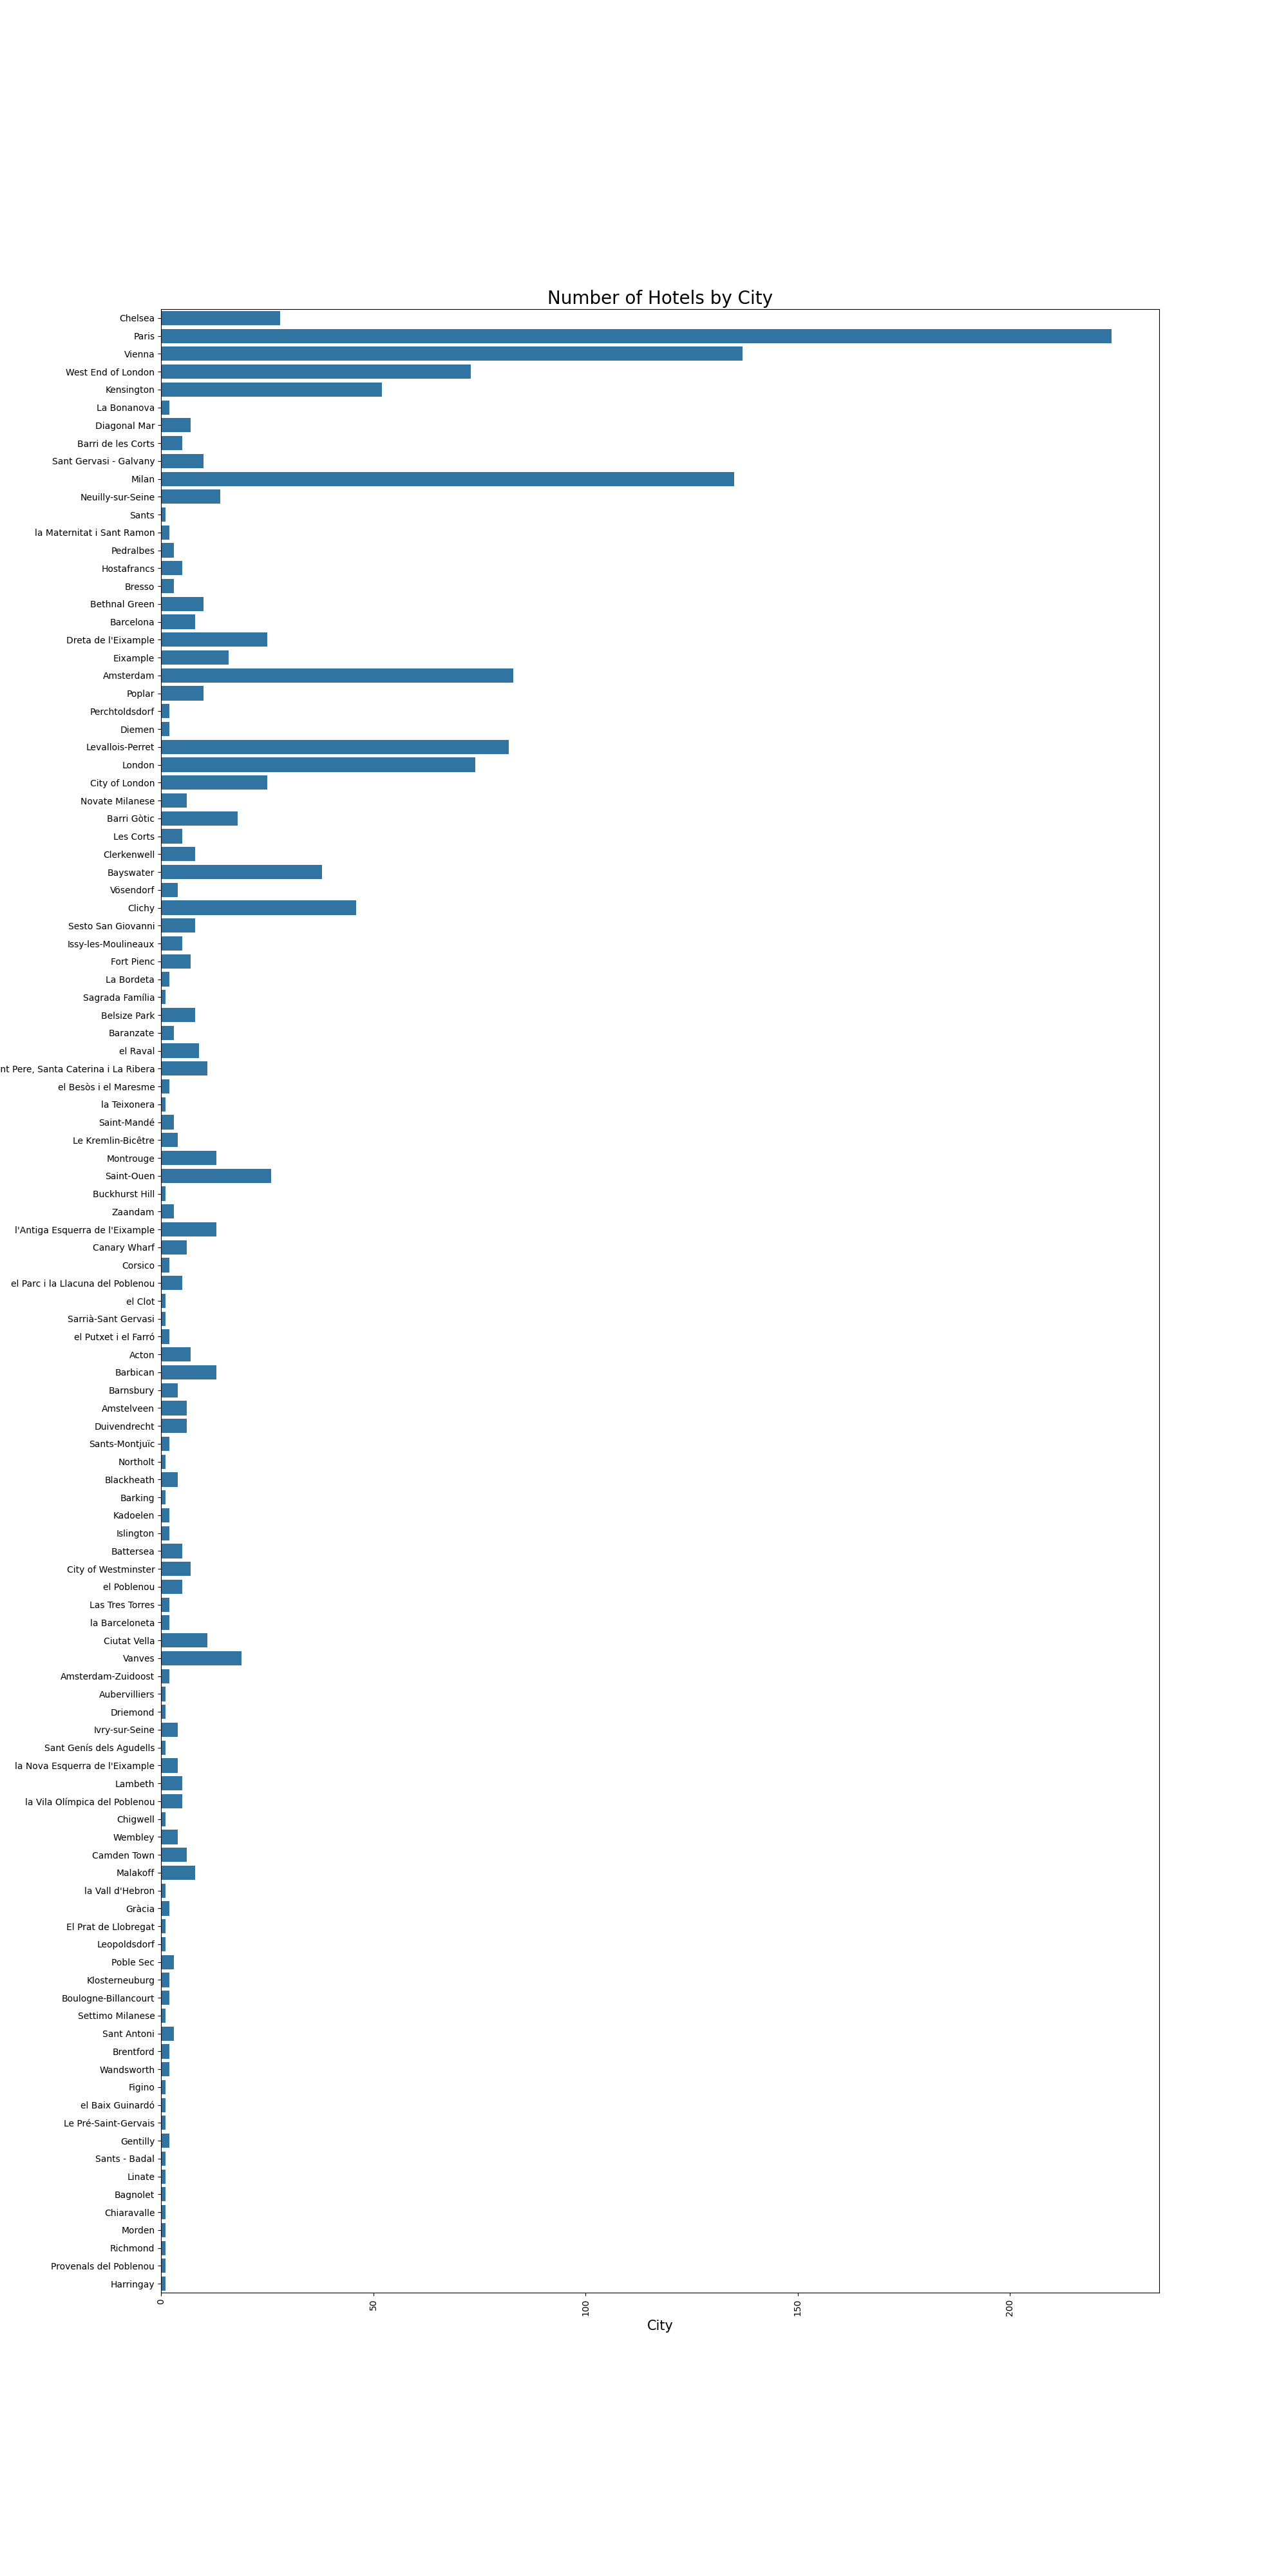 Number of Hotels by City
Chelsea
Paris
Vienna
West End of London
Kensington
La Bonanova
Diagonal Mar
Barri de les Corts
Sant Gervasi - Galvany
Milan
Neuilly-sur-Seine
Sants
la Maternitat i Sant Ramon
Pedralbes
Hostafrancs
Bresso
Bethnal Green
Barcelona
Dreta de l'Eixample
Eixample
Amsterdam
Poplar
Perchtoldsdorf
Diemen
Levallois-Perret
London
City of London
Novate Milanese
Barri Gòtic
Les Corts
Clerkenwell
Bayswater
Vösendorf
Clichy
Sesto San Giovanni
Issy-les-Moulineaux
Fort Pienc
La Bordeta
Sagrada Família
Belsize Park
Baranzate
el Raval
nt Pere, Santa Caterina i La Ribera
el Besòs i el Maresme
la Teixonera
Saint-Mandé
Le Kremlin-Bicêtre
Montrouge
Saint-Ouen
Buckhurst Hill
Zaandam
l'Antiga Esquerra de l'Eixample
Canary Wharf
Corsico
el Parc i la Llacuna del Poblenou
el Clot
Sarrià-Sant Gervasi
el Putxet i el Farró
Acton
Barbican
Barnsbury
Amstelveen
Duivendrecht
Sants-Montjuïc
Northolt
Blackheath
Barking
Kadoelen
Islington
Battersea
City of Westminster
el Poblenou
Las Tres Torres
la Barceloneta
Ciutat Vella
Vanves
Amsterdam-Zuidoost
Aubervilliers
Driemond
Ivry-sur-Seine
Sant Genís dels Agudells
la Nova Esquerra de l'Eixample
Lambeth
la Vila Olímpica del Poblenou
Chigwell
Wembley
Camden Town
Malakoff
la Vall d'Hebron
Gràcia
El Prat de Llobregat
Leopoldsdorf
Poble Sec
Klosterneuburg
Boulogne-Billancourt
Settimo Milanese
Sant Antoni
Brentford
Wandsworth
Figino
el Baix Guinardó
Le Pré-Saint-Gervais
Gentilly
Sants - Badal
Linate
Bagnolet
Chiaravalle
Morden
Richmond
Provenals del Poblenou
Harringay
0 50 100 150 200
City